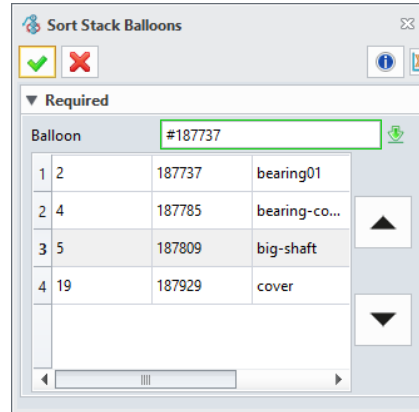 Sort Stack Balloons
Required
Balloon #187737
1 2 187737 bearing01
2 4 187785 bearing-co...
3 5 187809 big-shaft
4 19 187929 cover